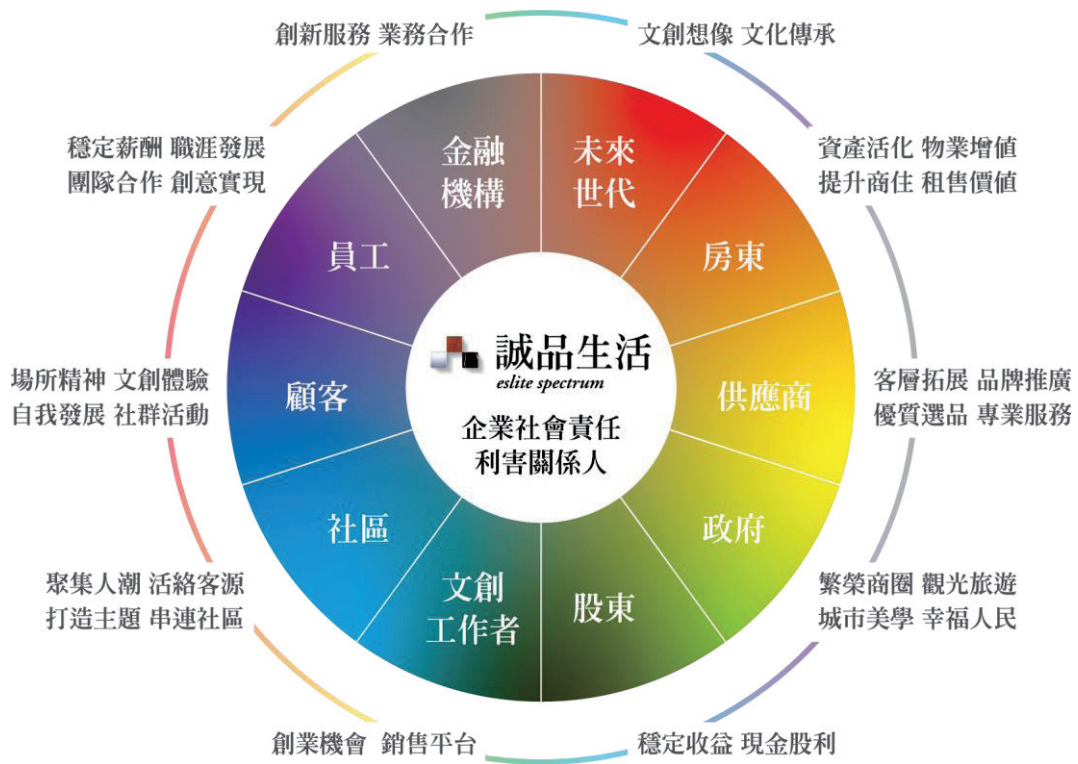 創新服務 業務合作
文創想像 文化傳承
穩定薪酬 職涯發展
團隊合作 創意實現
資產活化 物業增值
提升商住 租售價值
場所精神 文創體驗
自我發展 社群活動
客層拓展 品牌推廣
優質選品 專業服務
聚集人潮 活絡客源
打造主題 串連社區
繁榮商圈 觀光旅遊
城市美學 幸福人民
創業機會 銷售平台
穩定收益 現金股利
金融
機構
未來
世代
員工
房東
顧客
供應商
社區
政府
文創
工作者
股東
誠品生活
eslite spectrum
企業社會責任
利害關係人